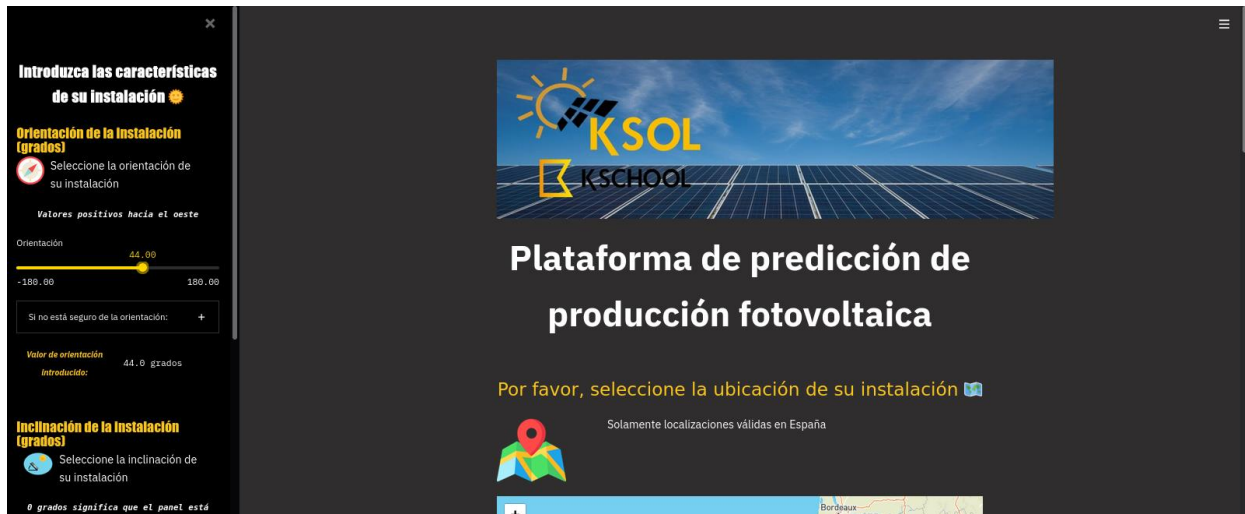 Introduzca las características
de su instalación
Orientación de la Instalación
(grados)
Seleccione la orientación de
su instalación
Valores positivos hacia el oeste
Orientación
44.00
-180.00 180.00
Si no está seguro de la orientación: +
Valor de orientación
introducido:
44.0 grados
Inclinación de la Instalación
(grados)
Seleccione la inclinación de
su instalación
0 grados significa que el panel está
KSOL
KSCHOOL
Plataforma de predicción de
producción fotovoltaica
Por favor, seleccione la ubicación de su instalación
Solamente localizaciones válidas en España
+
Bordeaux